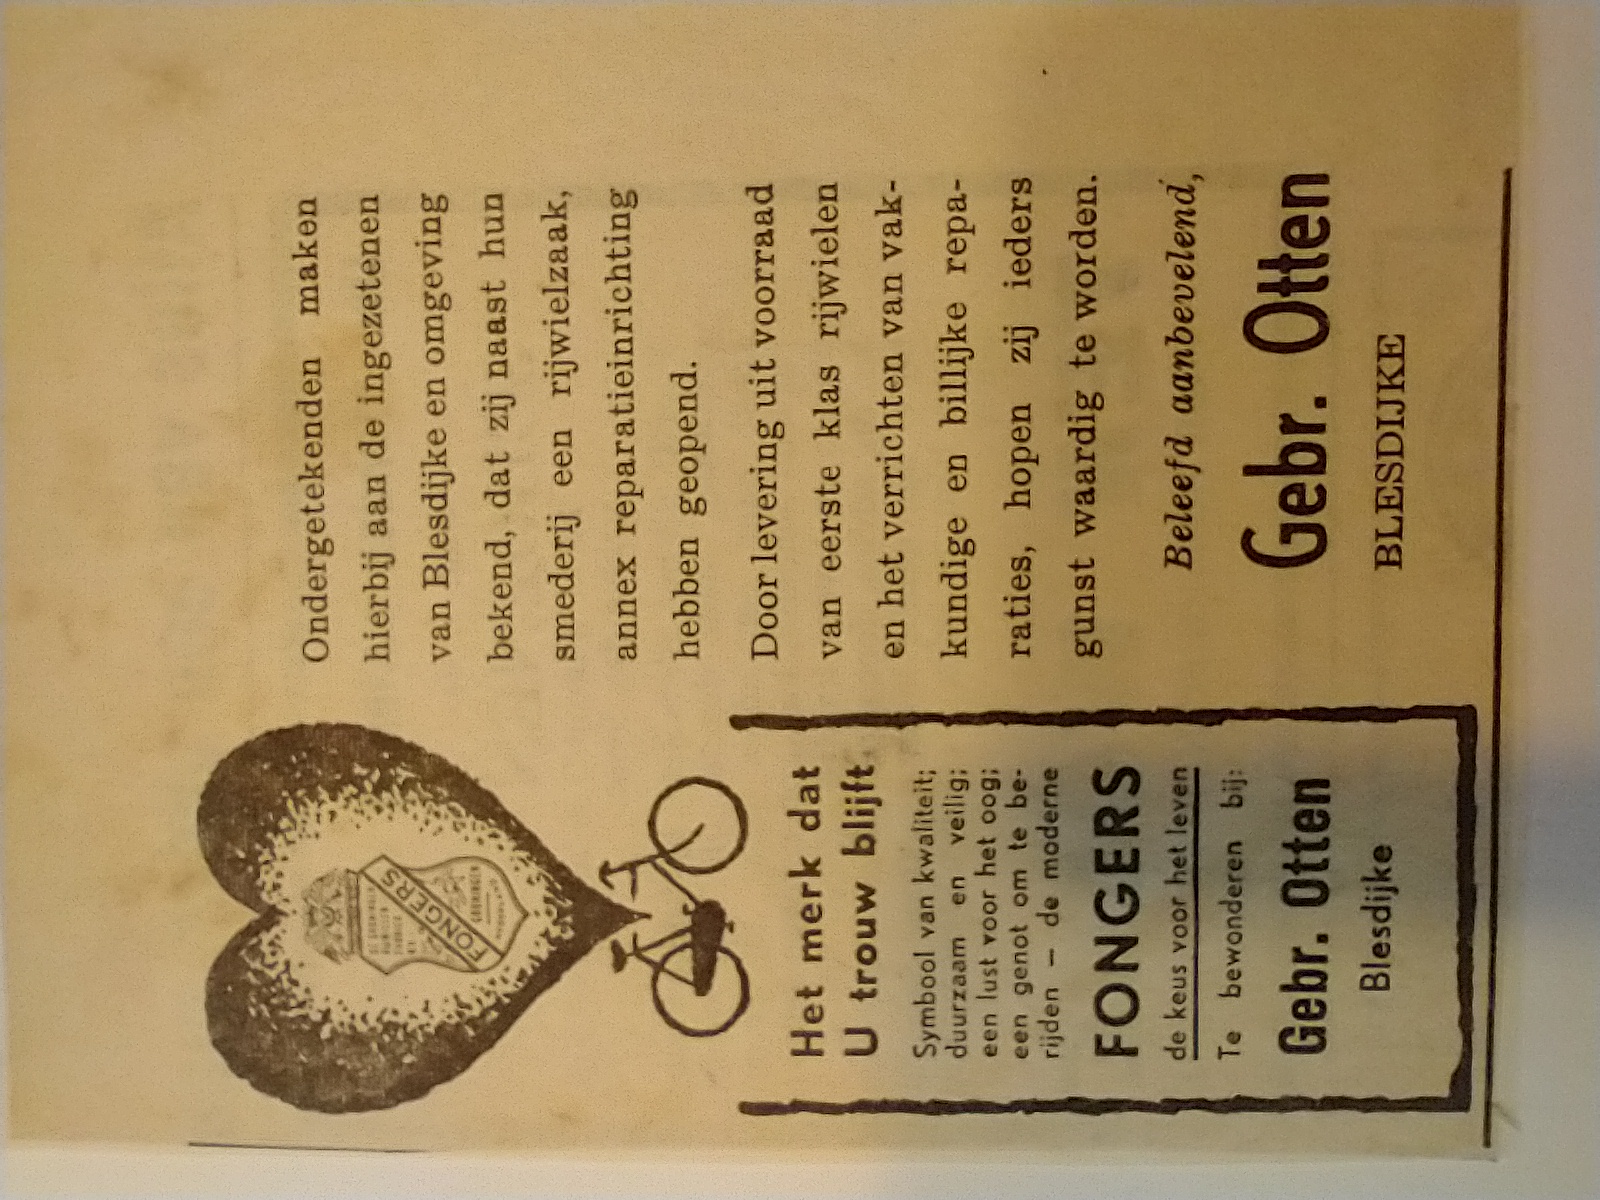 FONGERS
Het merk dat
U trouw blijft.
Symbool van kwaliteit;
duurzaam en veilig;
een lust voor het oog;
een genot om te be-
rijden — de moderne
FONGERS
de keus voor het leven
Te bewonderen bij:
Gebr. Otten
Blesdijke
Ondergetekenden maken
hierbij aan de ingezetenen
van Blesdijke en omgeving
bekend, dat zij naast hun
smederij een rijwielzaak,
annex reparatieinrichting
hebben geopend.
Door levering uit voorraad
van eerste klas rijwielen
en het verrichten van vak-
kundige en billijke repa-
raties, hopen zij ieders
gunst waardig te worden.
Beleefd aanbevelend,
Gebr. Otten
BLESDIJKE